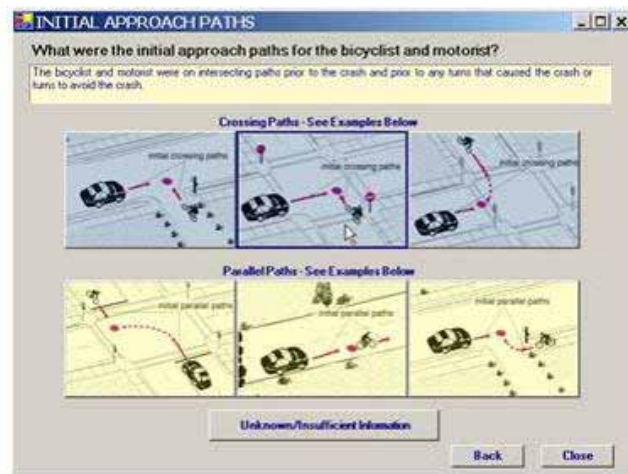 INITIAL APPROACH PATHS
What were the initial approach paths for the bicyclist and motorist?
The bicyclist and motorist were on intersecting paths prior to the crash and prior to any turns that caused the crash or
turns to avoid the crash.
Crossing Paths - See Examples Below
initial crossing paths
initial crossing paths
initial crossing paths
Parallel Paths - See Examples Below
initial parallel paths
initial parallel paths
initial parallel paths
Unknown/Insufficient Information
Back
Close